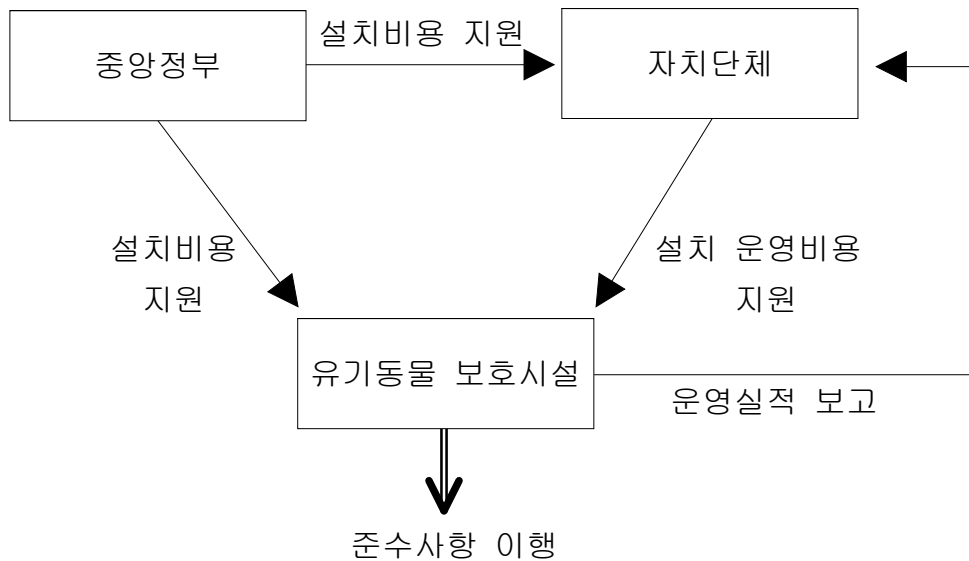 설치비용 지원
중앙정부
자치단체
설치비용
지원
설치 운영비용
지원
유기동물 보호시설
운영실적 보고
준수사항 이행